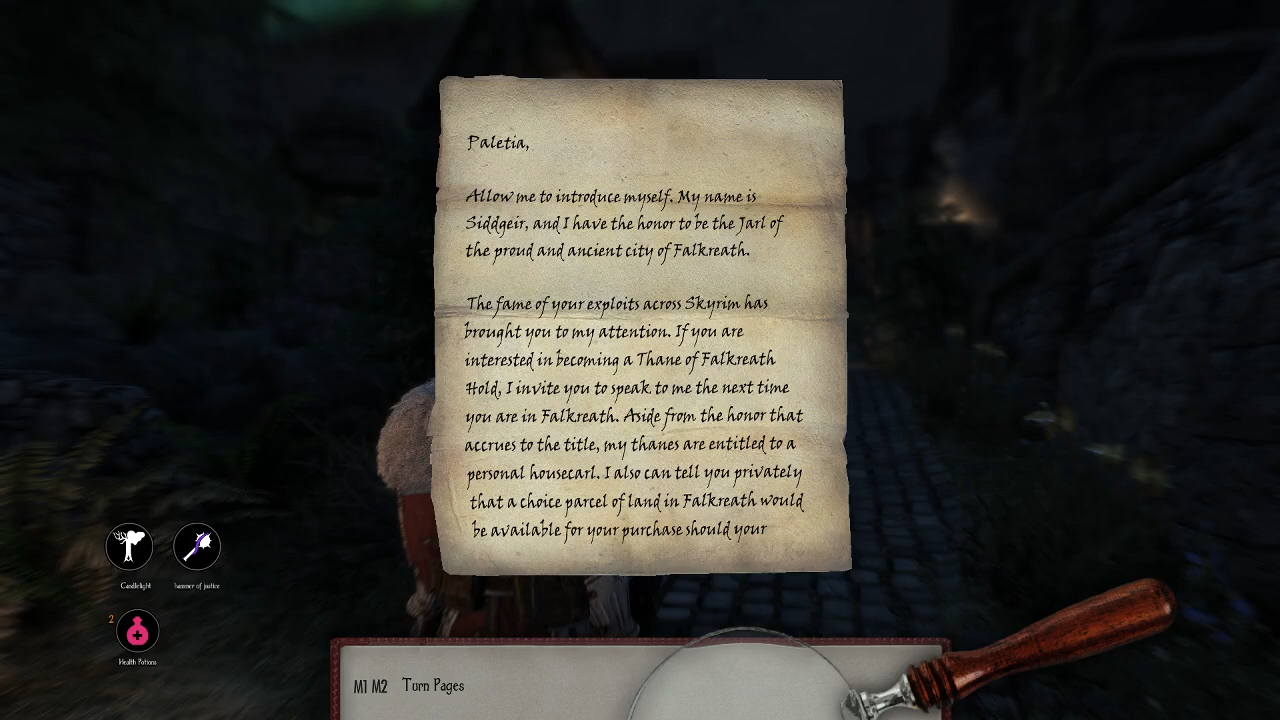 Paletia,
Allow me to introduce myself. My name is
Siddgeir, and I have the honor to be the Jarl of
the proud and ancient city of Falkreath.
The fame of your exploits across Skyrim has
brought you to my attention. If you are
interested in becoming a Thane of Falkreath
Hold, I invite you to speak to me the next time
you are in Falkreath. Aside from the honor that
accrues to the title, my thanes are entitled to a
personal housecarl. I also can tell you privately
that a choice parcel of land in Falkreath would
be available for your purchase should your
Candlelight
hammer of justice
2
Health Potions
M1 M2 Turn Pages